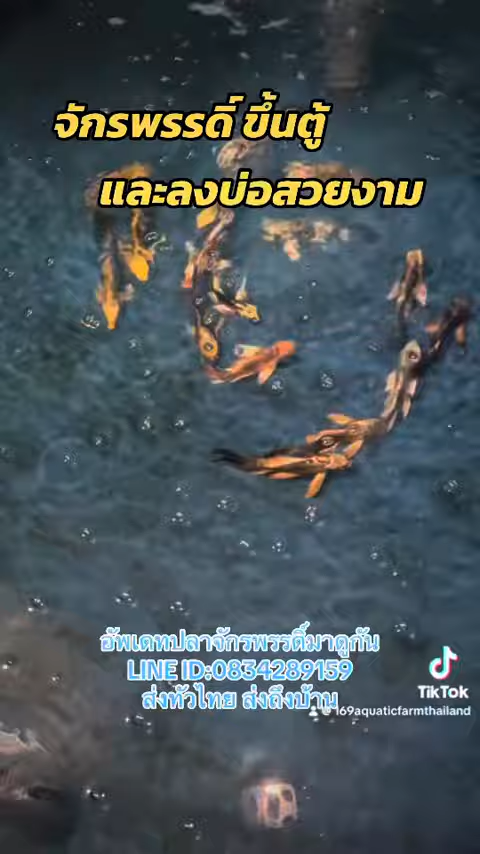 จักรพรรดิ์ ขึ้นตู้
และลงบ่อสวยงาม
อัพเดทปลาจักรพรรดิ์มาดูกัน
LINE ID:0834289159
ส่งทั่วไทย ส่งถึงบ้าน
TikTok
169aquaticfarmthailand